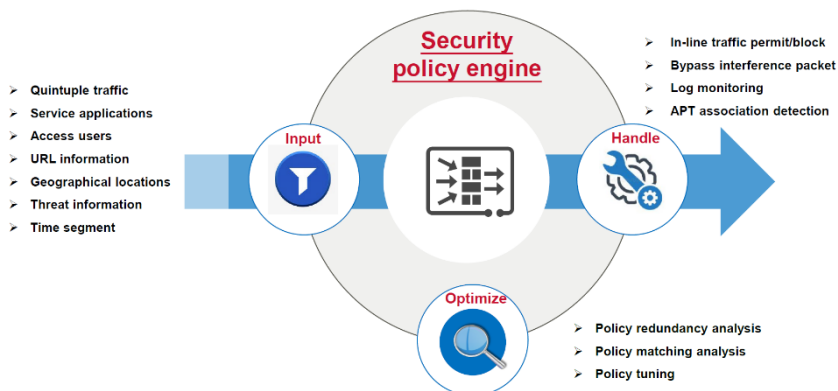 Security
policy engine
Input
Handle
Optimize
Quintuple traffic
Service applications
Access users
URL information
Geographical locations
Threat information
Time segment
In-line traffic permit/block
Bypass interference packet
Log monitoring
APT association detection
Policy redundancy analysis
Policy matching analysis
Policy tuning